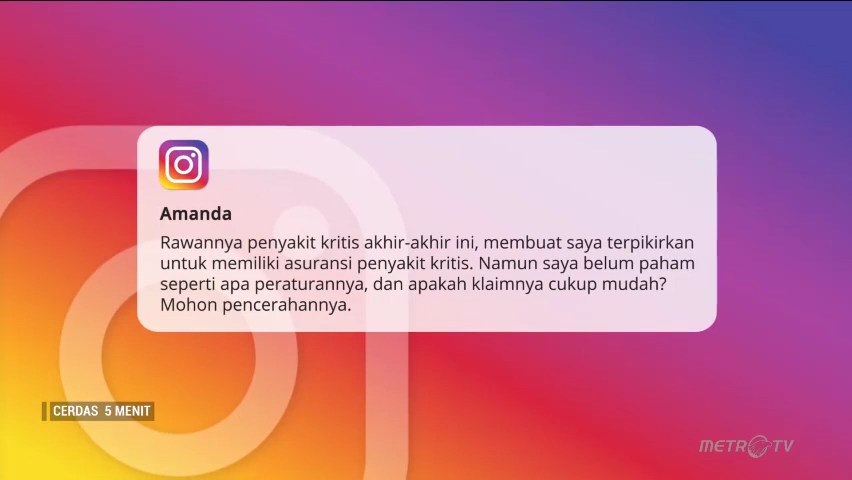 Amanda
Rawannya penyakit kritis akhir-akhir ini, membuat saya terpikirkan
untuk memiliki asuransi penyakit kritis. Namun saya belum paham
seperti apa peraturannya, dan apakah klaimnya cukup mudah?
Mohon pencerahannya.
CERDAS 5 MENIT
METRO TV